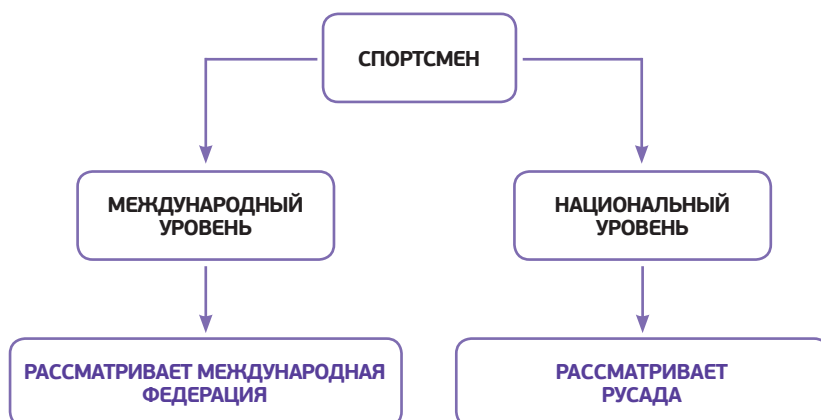 СПОРТСМЕН
МЕЖДУНАРОДНЫЙ
УРОВЕНЬ
НАЦИОНАЛЬНЫЙ
УРОВЕНЬ
РАССМАТРИВАЕТ МЕЖДУНАРОДНАЯ
ФЕДЕРАЦИЯ
РАССМАТРИВАЕТ
РУСАДА